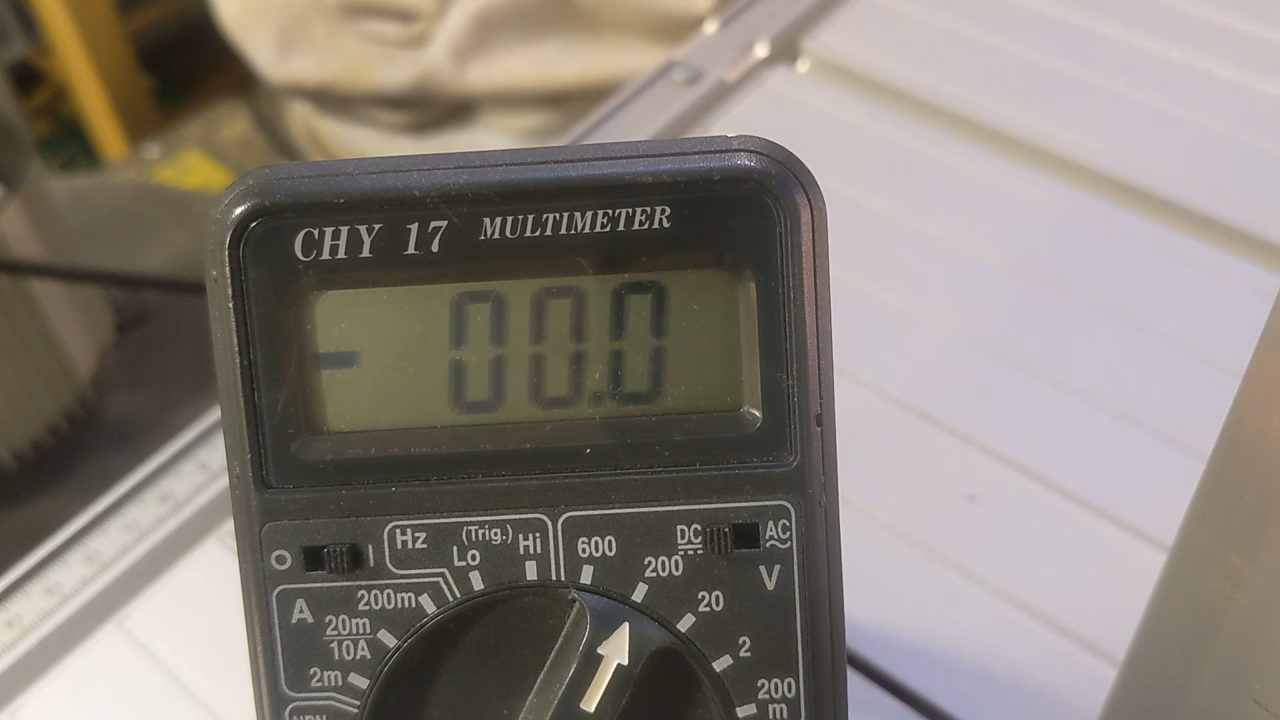 CHY 17 MULTIMETER
- 00.0
O I
Hz (Trig.) Lo Hi
600 DC AC
200 V
A 200m 20
20m
10A 2
2m 200
m